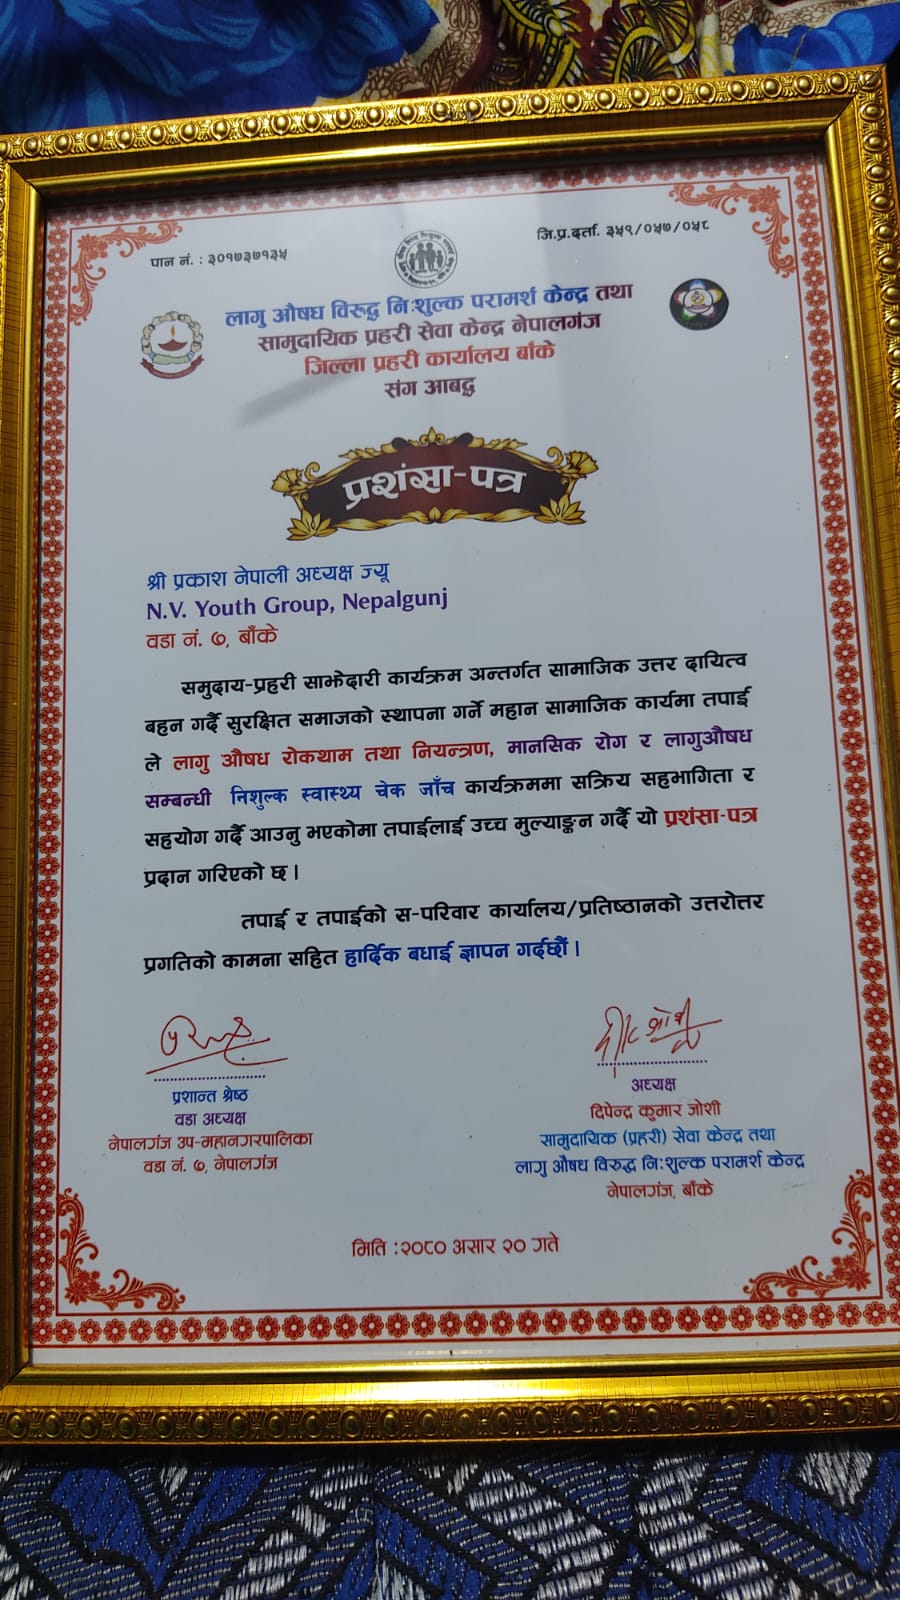 पान नं. : ३०१७३७१३५
जि.प्र.दर्ता. ३५९/०५७/०५८
लागु औषध विरुद्ध नि:शुल्क परामर्श केन्द्र तथा
सामुदायिक प्रहरी सेवा केन्द्र नेपालगंज
जिल्ला प्रहरी कार्यालय बाँके
संग आबद्ध
प्रशंसा-पत्र
श्री प्रकाश नेपाली अध्यक्ष ज्यू
N.V. Youth Group, Nepalgunj
वडा नं. ७, बाँके
समुदाय-प्रहरी साझेदारी कार्यक्रम अन्तर्गत सामाजिक उत्तर दायित्व
बहन गर्दै सुरक्षित समाजको स्थापना गर्ने महान सामाजिक कार्यमा तपाई
ले लागु औषध रोकथाम तथा नियन्त्रण, मानसिक रोग र लागुऔषध
सम्बन्धी निशुल्क स्वास्थ्य चेक जाँच कार्यक्रममा सक्रिय सहभागिता र
सहयोग गर्दै आउनु भएकोमा तपाईलाई उच्च मुल्याङ्कन गर्दै यो प्रशंसा-पत्र
प्रदान गरिएको छ ।
तपाई र तपाईको स-परिवार कार्यालय/प्रतिष्ठानको उत्तरोत्तर
प्रगतिको कामना सहित हार्दिक बधाई ज्ञापन गर्दछौं ।
प्रशान्त श्रेष्ठ
वडा अध्यक्ष
नेपालगंज उप-महानगरपालिका
वडा नं. ७, नेपालगंज
अध्यक्ष
दिपेन्द्र कुमार जोशी
सामुदायिक (प्रहरी) सेवा केन्द्र तथा
लागु औषध विरुद्ध नि:शुल्क परामर्श केन्द्र
नेपालगंज, बाँके
मिति :२०८० असार २० गते